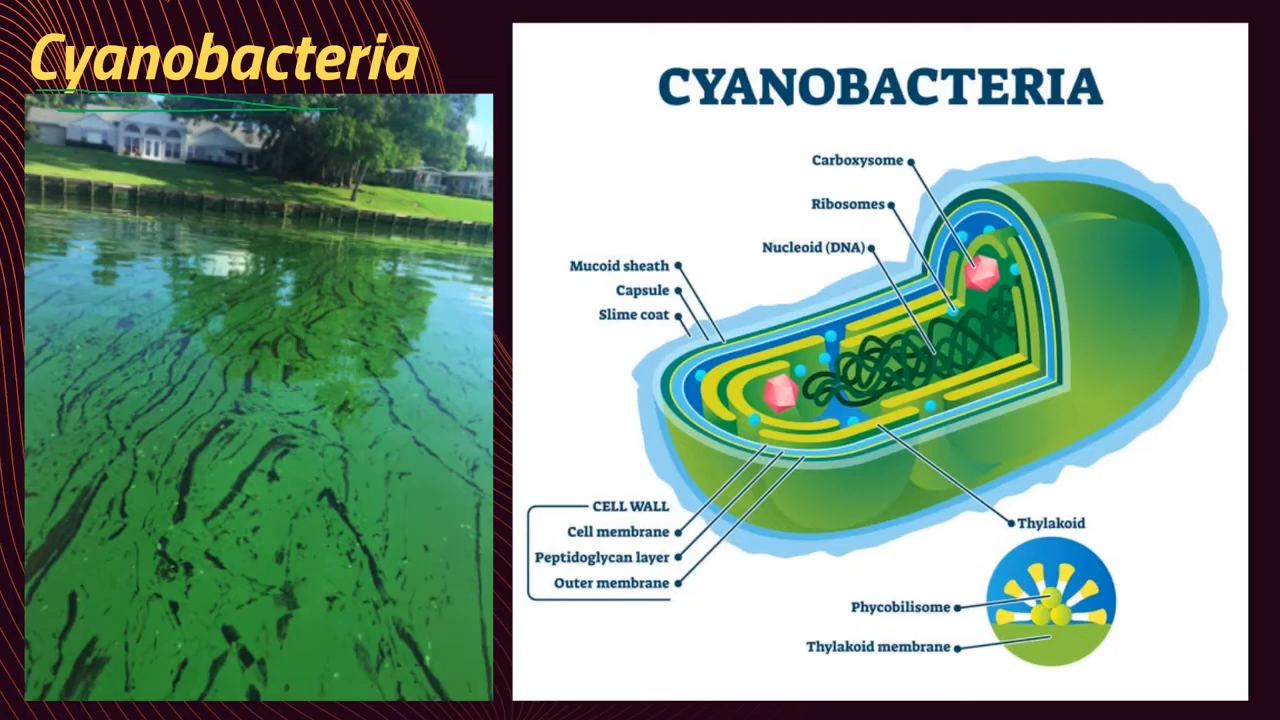 Cyanobacteria
CYANOBACTERIA
Carboxysome
Ribosomes
Nucleoid (DNA)
Mucoid sheath
Capsule
Slime coat
CELL WALL
Cell membrane
Peptidoglycan layer
Outer membrane
Thylakoid
Phycobilisome
Thylakoid membrane